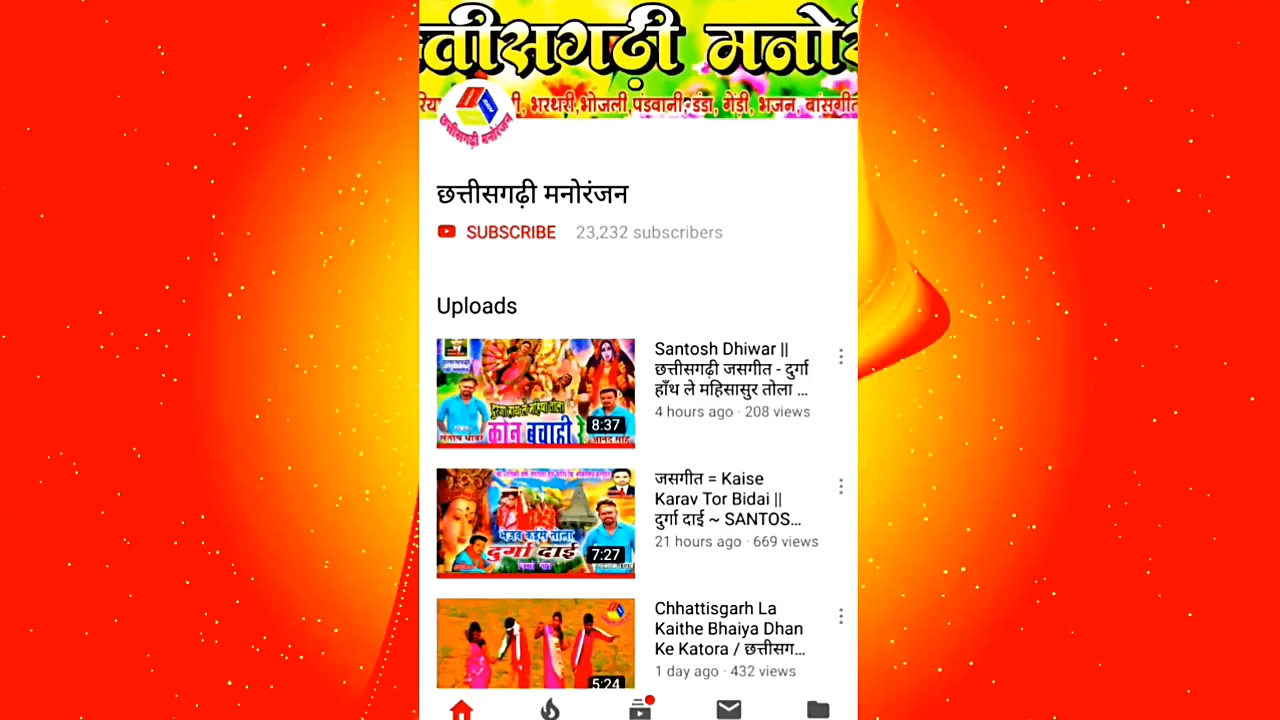 त्तीसगढ़ी मनोरं
भरथरी,भोजली,पंडवानी,डंडा, गेंड़ी, भजन, बांसगीत
छत्तीसगढ़ी मनोरंजन
छत्तीसगढ़ी मनोरंजन
SUBSCRIBE 23,232 subscribers
Uploads
कोन बचाही रे
8:37
Santosh Dhiwar ||
छत्तीसगढ़ी जसगीत - दुर्गा
हाँथ ले महिसासुर तोला ...
4 hours ago · 208 views
दुर्गा दाई
7:27
जसगीत = Kaise
Karav Tor Bidai ||
दुर्गा दाई ~ SANTOS...
21 hours ago · 669 views
5:24
Chhattisgarh La
Kaithe Bhaiya Dhan
Ke Katora / छत्तीसग...
1 day ago · 432 views